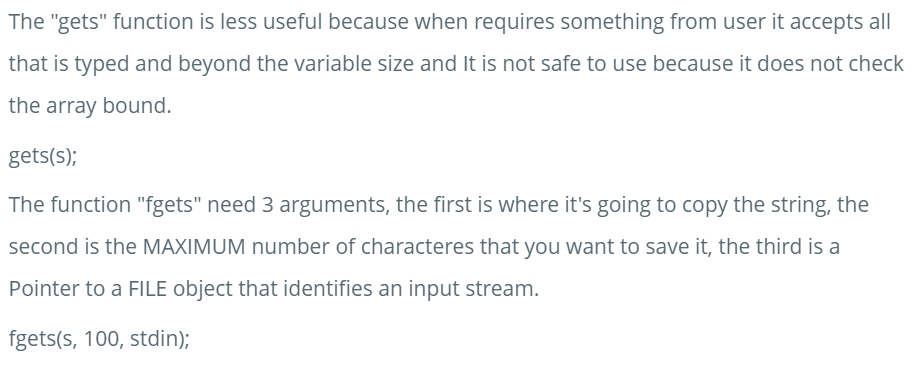 The "gets" function is less useful because when requires something from user it accepts all
that is typed and beyond the variable size and It is not safe to use because it does not check
the array bound.
gets(s);
The function "fgets" need 3 arguments, the first is where it's going to copy the string, the
second is the MAXIMUM number of characteres that you want to save it, the third is a
Pointer to a FILE object that identifies an input stream.
fgets(s, 100, stdin);